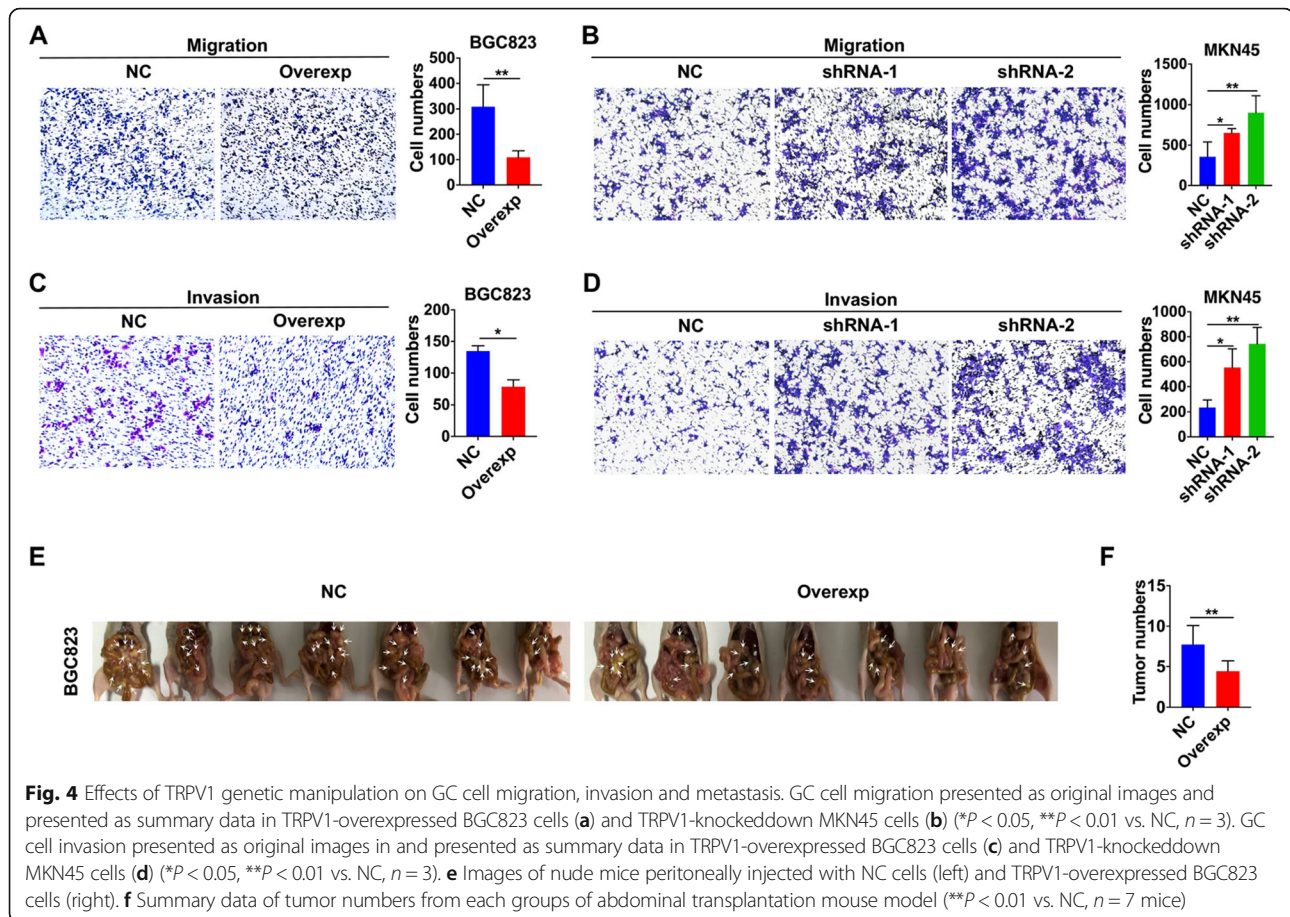 A
Migration
NC Overexp
BGC823
Cell numbers
500
400
300
200
100
0
**
NC
Overexp
B
Migration
NC shRNA-1 shRNA-2
MKN45
Cell numbers
1500
1000
500
0
**
*
NC
shRNA-1
shRNA-2
C
Invasion
NC Overexp
BGC823
Cell numbers
150
100
50
0
*
NC
Overexp
D
Invasion
NC shRNA-1 shRNA-2
MKN45
Cell numbers
1000
800
600
400
200
0
**
*
NC
shRNA-1
shRNA-2
E
NC Overexp
BGC823
F
Tumor numbers
15
10
5
0
**
NC
Overexp
Fig. 4 Effects of TRPV1 genetic manipulation on GC cell migration, invasion and metastasis. GC cell migration presented as original images and
presented as summary data in TRPV1-overexpressed BGC823 cells (a) and TRPV1-knockeddown MKN45 cells (b) (*P < 0.05, **P < 0.01 vs. NC, n = 3). GC
cell invasion presented as original images in and presented as summary data in TRPV1-overexpressed BGC823 cells (c) and TRPV1-knockeddown
MKN45 cells (d) (*P < 0.05, **P < 0.01 vs. NC, n = 3). e Images of nude mice peritoneally injected with NC cells (left) and TRPV1-overexpressed BGC823
cells (right). f Summary data of tumor numbers from each groups of abdominal transplantation mouse model (**P < 0.01 vs. NC, n = 7 mice)